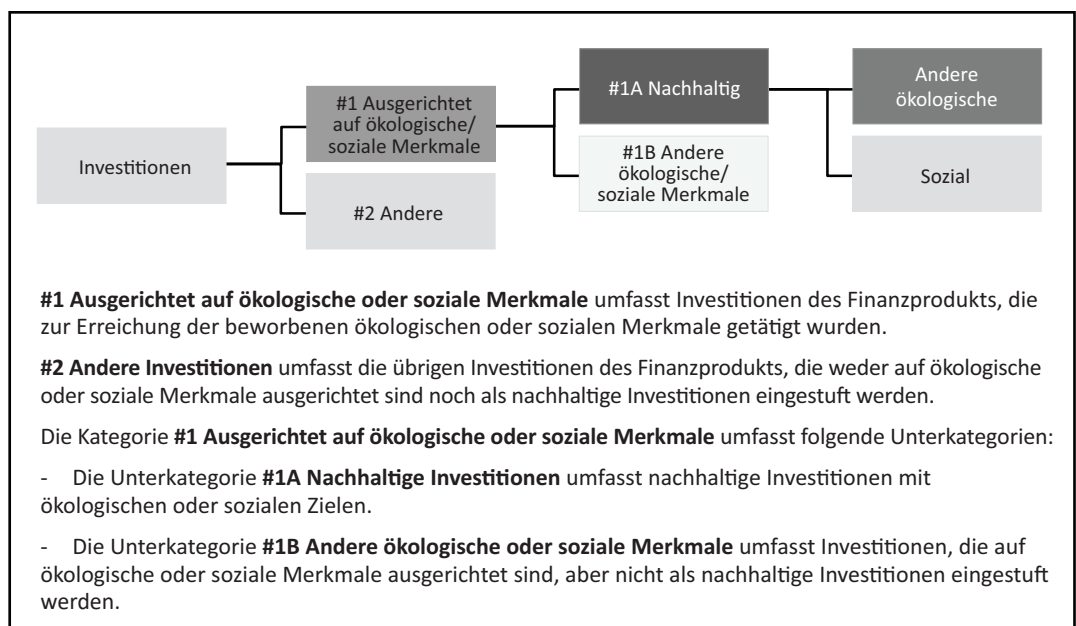 Investitionen
#1 Ausgerichtet
auf ökologische/
soziale Merkmale
#2 Andere
#1A Nachhaltig
#1B Andere
ökologische/
soziale Merkmale
Andere
ökologische
Sozial
#1 Ausgerichtet auf ökologische oder soziale Merkmale umfasst Investitionen des Finanzprodukts, die
zur Erreichung der beworbenen ökologischen oder sozialen Merkmale getätigt wurden.
#2 Andere Investitionen umfasst die übrigen Investitionen des Finanzprodukts, die weder auf ökologische
oder soziale Merkmale ausgerichtet sind noch als nachhaltige Investitionen eingestuft werden.
Die Kategorie #1 Ausgerichtet auf ökologische oder soziale Merkmale umfasst folgende Unterkategorien:
- Die Unterkategorie #1A Nachhaltige Investitionen umfasst nachhaltige Investitionen mit
ökologischen oder sozialen Zielen.
- Die Unterkategorie #1B Andere ökologische oder soziale Merkmale umfasst Investitionen, die auf
ökologische oder soziale Merkmale ausgerichtet sind, aber nicht als nachhaltige Investitionen eingestuft
werden.